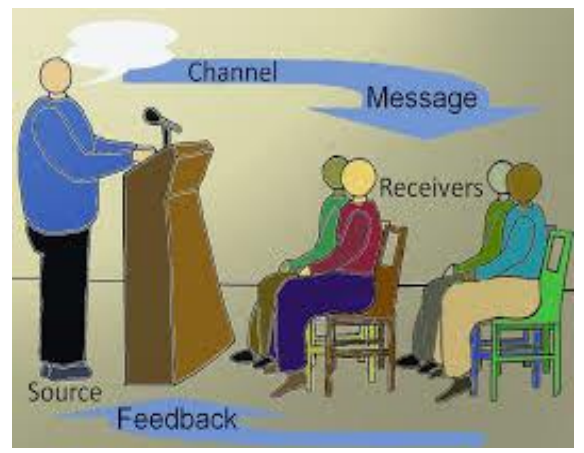 Channel
Message
Receivers
Source
Feedback